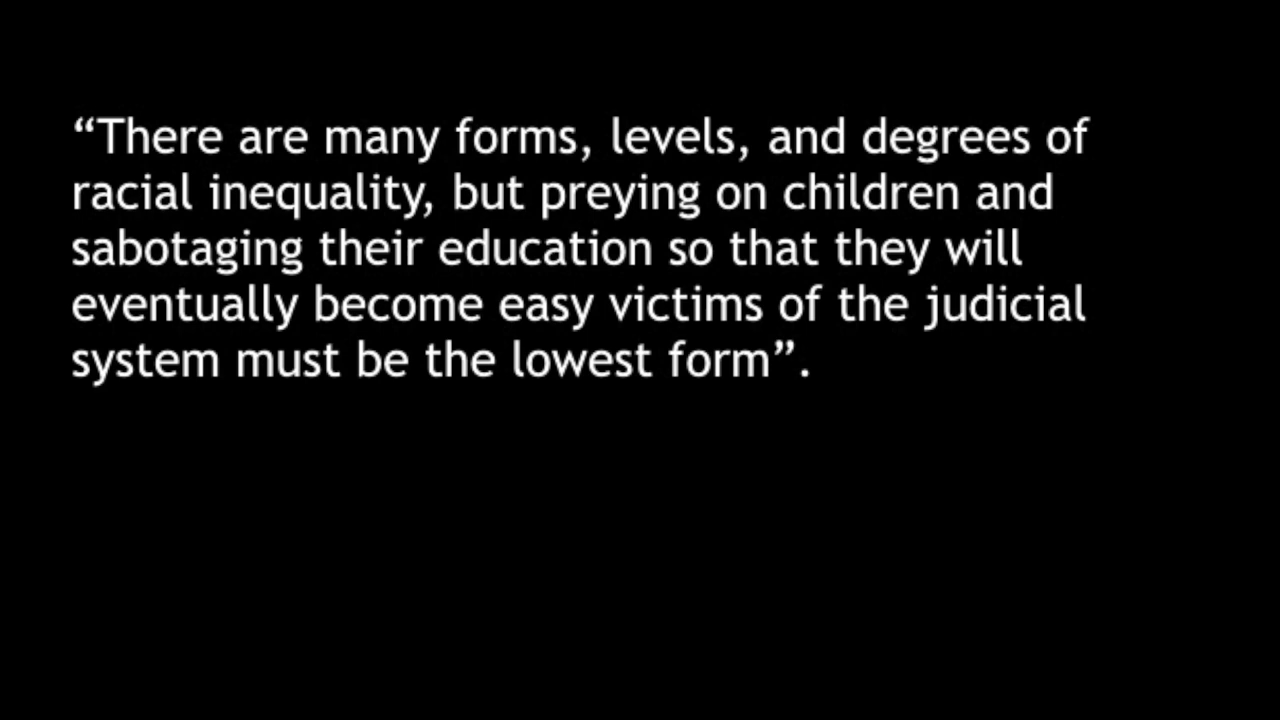 “There are many forms, levels, and degrees of
racial inequality, but preying on children and
sabotaging their education so that they will
eventually become easy victims of the judicial
system must be the lowest form”.